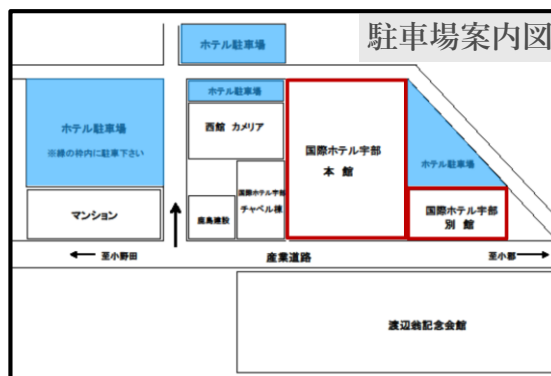 駐車場案内図
ホテル駐車場
ホテル駐車場
ホテル駐車場
※線の枠内に駐車下さい
西館 カメリア
国際ホテル宇部
本 館
ホテル駐車場
マンション
鹿島建設
国際ホテル宇部
チャペル棟
国際ホテル宇部
別 館
至小野田
産業道路
至小郡
渡辺翁記念会館